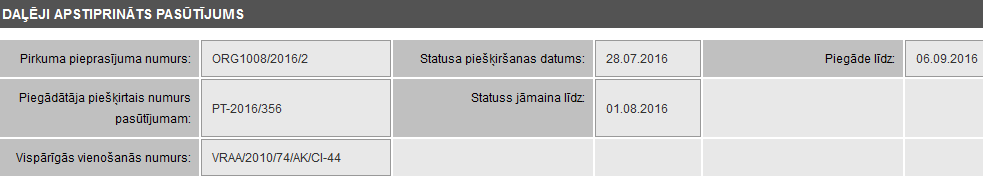 DAĻĒJI APSTIPRINĀTS PASŪTĪJUMS
Pirkuma pieprasījuma numurs: ORG1008/2016/2 Statusa piešķiršanas datums: 28.07.2016 Piegāde līdz: 06.09.2016
Piegādātāja piešķirtais numurs
pasūtījumam: PT-2016/356 Statuss jāmaina līdz: 01.08.2016
Vispārīgās vienošanās numurs: VRAA/2010/74/AK/CI-44